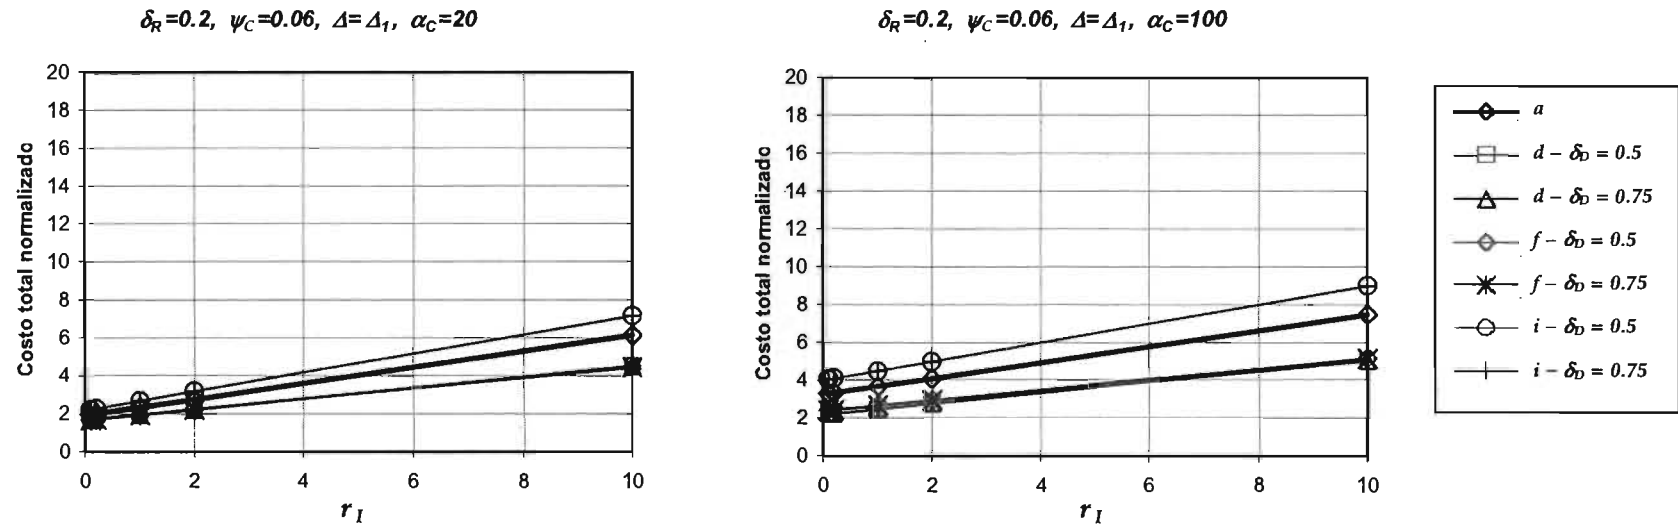 δR=0.2, ψC=0.06, Δ=Δ1, αC=20
Costo total normalizado
20
18
16
14
12
10
8
6
4
2
0
0 2 4 6 8 10
r I
δR=0.2, ψC=0.06, Δ=Δ1, αC=100
Costo total normalizado
20
18
16
14
12
10
8
6
4
2
0
0 2 4 6 8 10
r I
a
d – δD = 0.5
d – δD = 0.75
f – δD = 0.5
f – δD = 0.75
i – δD = 0.5
i – δD = 0.75